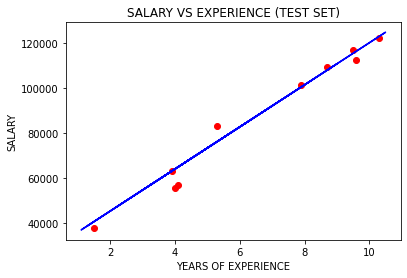 SALARY VS EXPERIENCE (TEST SET)
120000
100000
80000
60000
40000
SALARY
2 4 6 8 10
YEARS OF EXPERIENCE